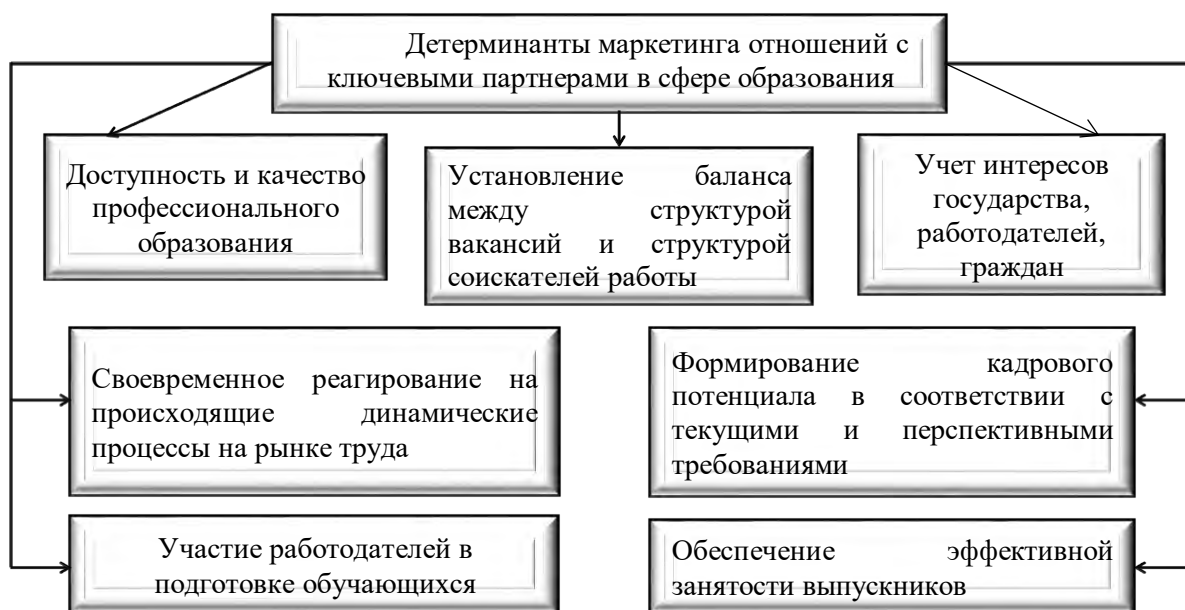 Детерминанты маркетинга отношений с
ключевыми партнерами в сфере образования
Доступность и качество
профессионального
образования
Установление баланса
между структурой
вакансий и структурой
соискателей работы
Учет интересов
государства,
работодателей,
граждан
Своевременное реагирование на
происходящие динамические
процессы на рынке труда
Формирование кадрового
потенциала в соответствии с
текущими и перспективными
требованиями
Участие работодателей в
подготовке обучающихся
Обеспечение эффективной
занятости выпускников